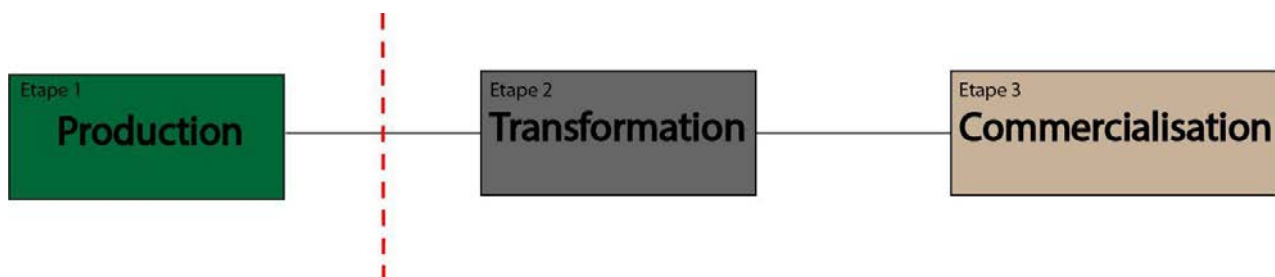 Etape 1
Production
Etape 2
Transformation
Etape 3
Commercialisation